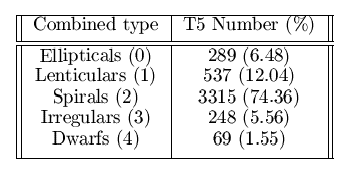 Combined type T5 Number (%)
Ellipticals (0) 289 (6.48)
Lenticulars (1) 537 (12.04)
Spirals (2) 3315 (74.36)
Irregulars (3) 248 (5.56)
Dwarfs (4) 69 (1.55)